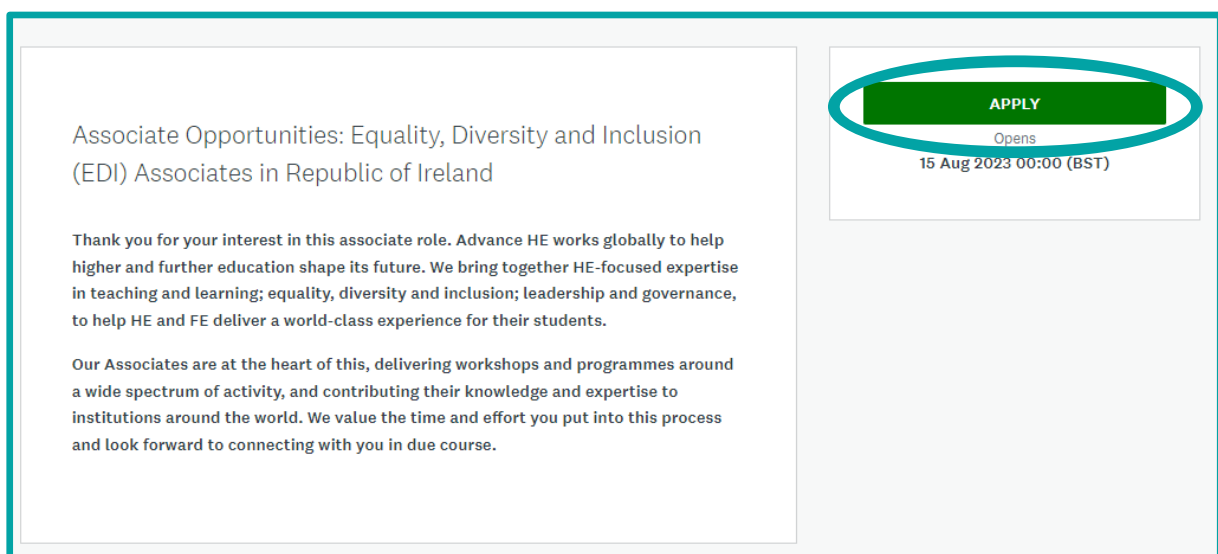 Associate Opportunities: Equality, Diversity and Inclusion
(EDI) Associates in Republic of Ireland
Thank you for your interest in this associate role. Advance HE works globally to help
higher and further education shape its future. We bring together HE-focused expertise
in teaching and learning; equality, diversity and inclusion; leadership and governance,
to help HE and FE deliver a world-class experience for their students.
Our Associates are at the heart of this, delivering workshops and programmes around
a wide spectrum of activity, and contributing their knowledge and expertise to
institutions around the world. We value the time and effort you put into this process
and look forward to connecting with you in due course.
APPLY
Opens
15 Aug 2023 00:00 (BST)